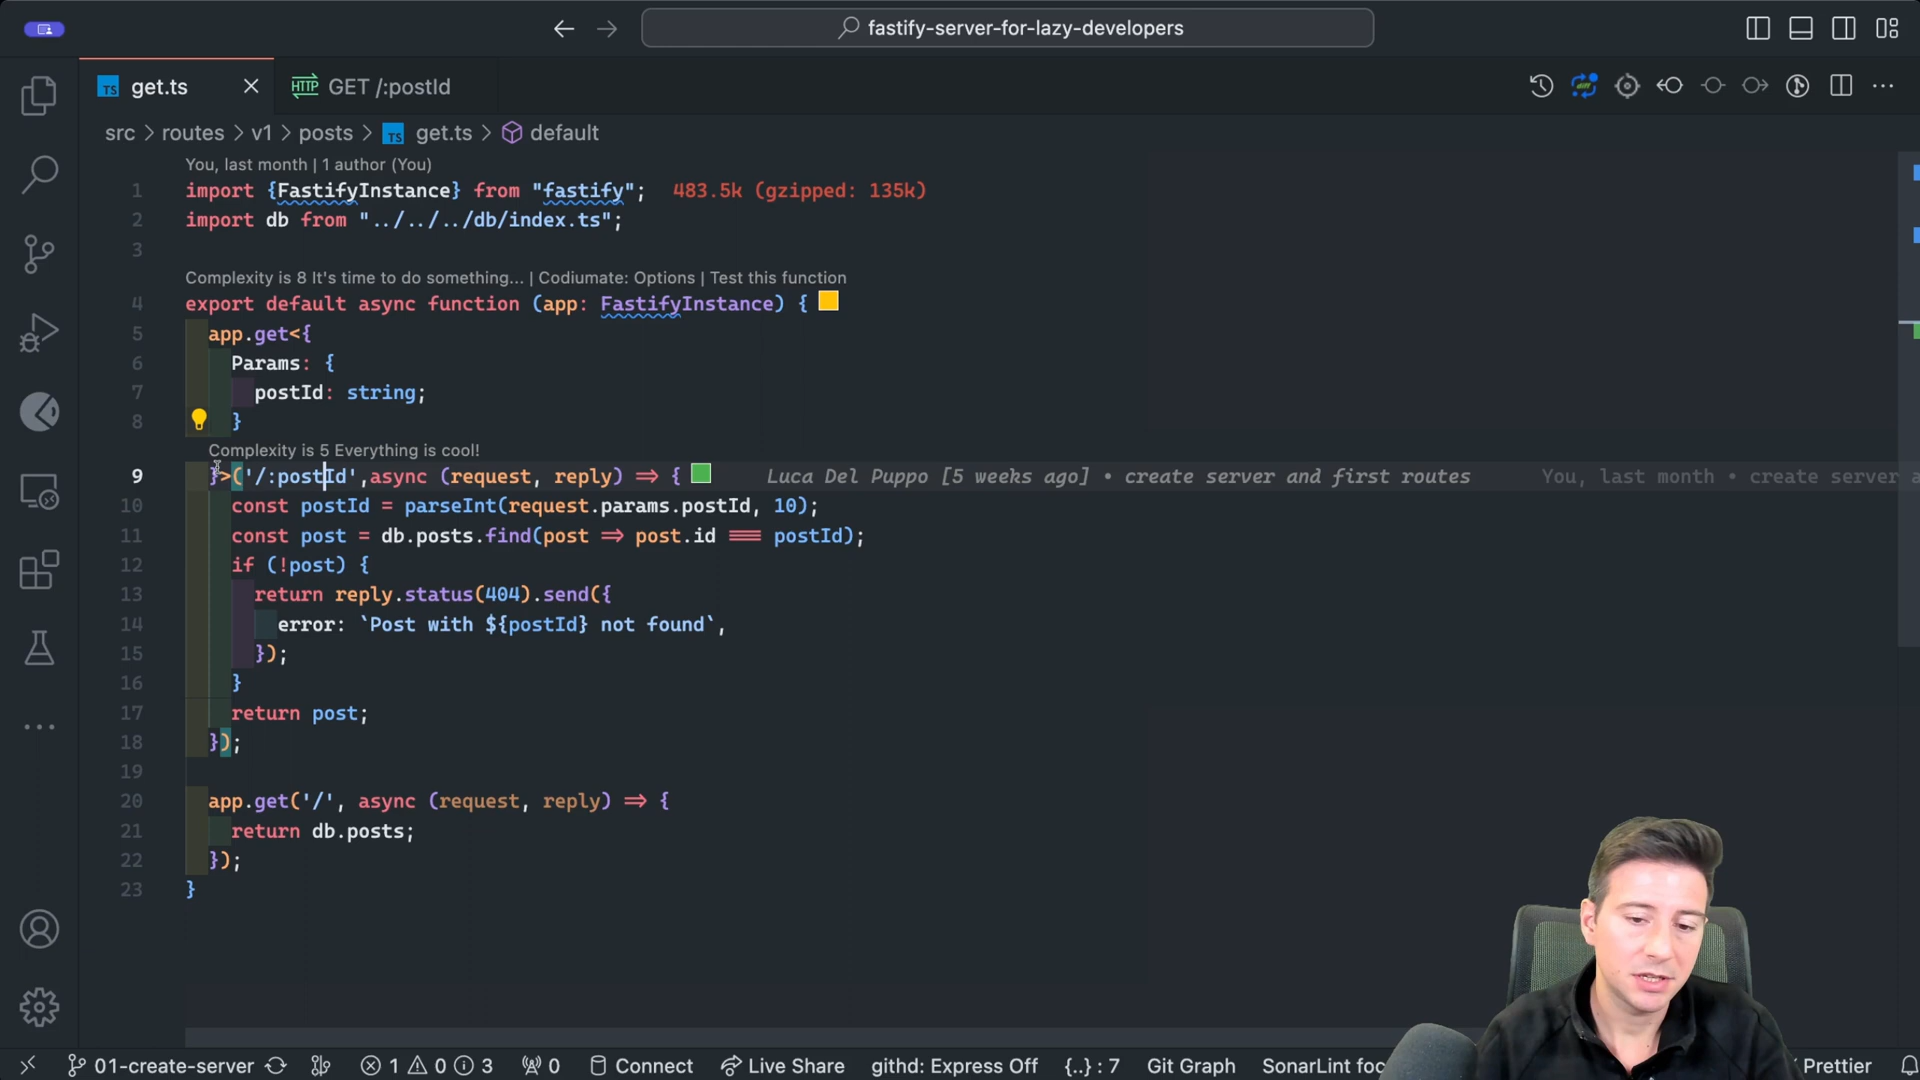 fastify-server-for-lazy-developers
TS get.ts
HTTP GET /:postId
src > routes > v1 > posts > TS get.ts > default
You, last month | 1 author (You)
1 import {FastifyInstance} from "fastify"; 483.5k (gzipped: 135k)
2 import db from "../../../db/index.ts";
3
Complexity is 8 It's time to do something... | Codiumate: Options | Test this function
4 export default async function (app: FastifyInstance) {
5 app.get<{
6 Params: {
7 postId: string;
8 }
Complexity is 5 Everything is cool!
9 }>('/:postId',async (request, reply) => { Luca Del Puppo [5 weeks ago] • create server and first routes You, last month • create server a
10 const postId = parseInt(request.params.postId, 10);
11 const post = db.posts.find(post => post.id === postId);
12 if (!post) {
13 return reply.status(404).send({
14 error: `Post with ${postId} not found`,
15 });
16 }
17 return post;
18 });
19
20 app.get('/', async (request, reply) => {
21 return db.posts;
22 });
23 }
01-create-server 1 0 3 0 Connect Live Share githd: Express Off {..} : 7 Git Graph SonarLint foc Prettier